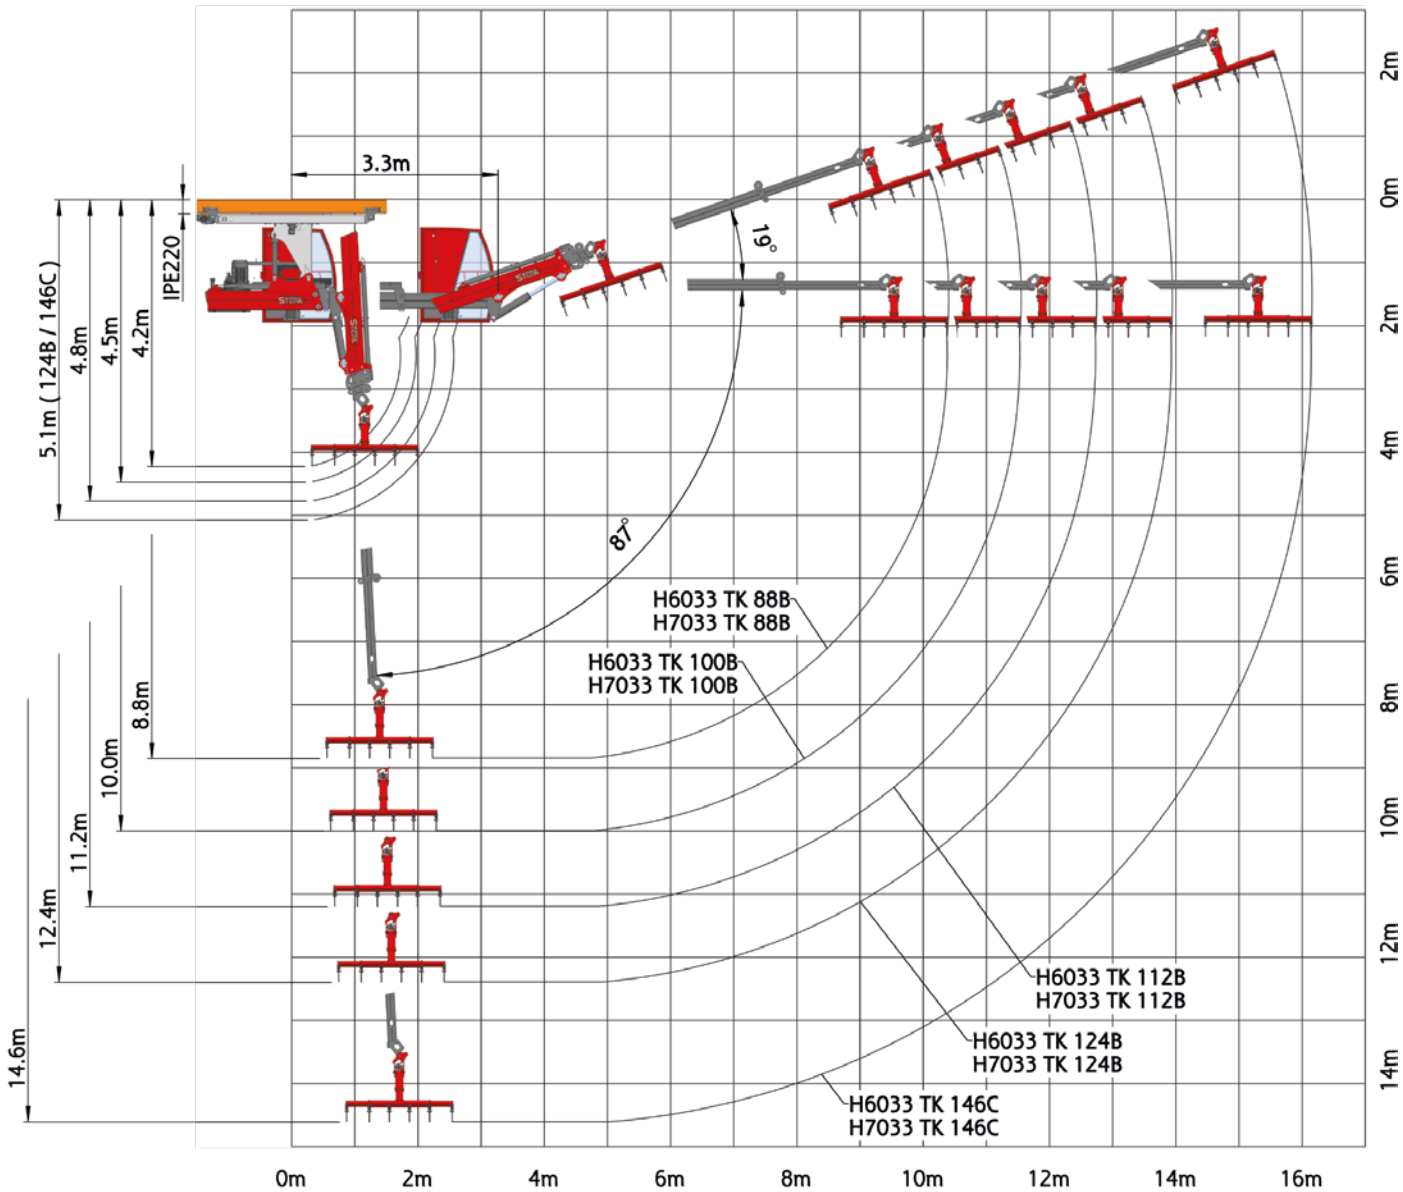 2m
0m
2m
4m
6m
8m
10m
12m
14m
3.3m
IPE220
19°
5.1m ( 124B / 146C)
4.8m
4.5m
4.2m
STEPA
STEPA
STEPA
87°
H6033 TK 88B
H7033 TK 88B
H6033 TK 100B
H7033 TK 100B
8.8m
10.0m
11.2m
12.4m
14.6m
H6033 TK 112B
H7033 TK 112B
H6033 TK 124B
H7033 TK 124B
H6033 TK 146C
H7033 TK 146C
0m
2m
4m
6m
8m
10m
12m
14m
16m